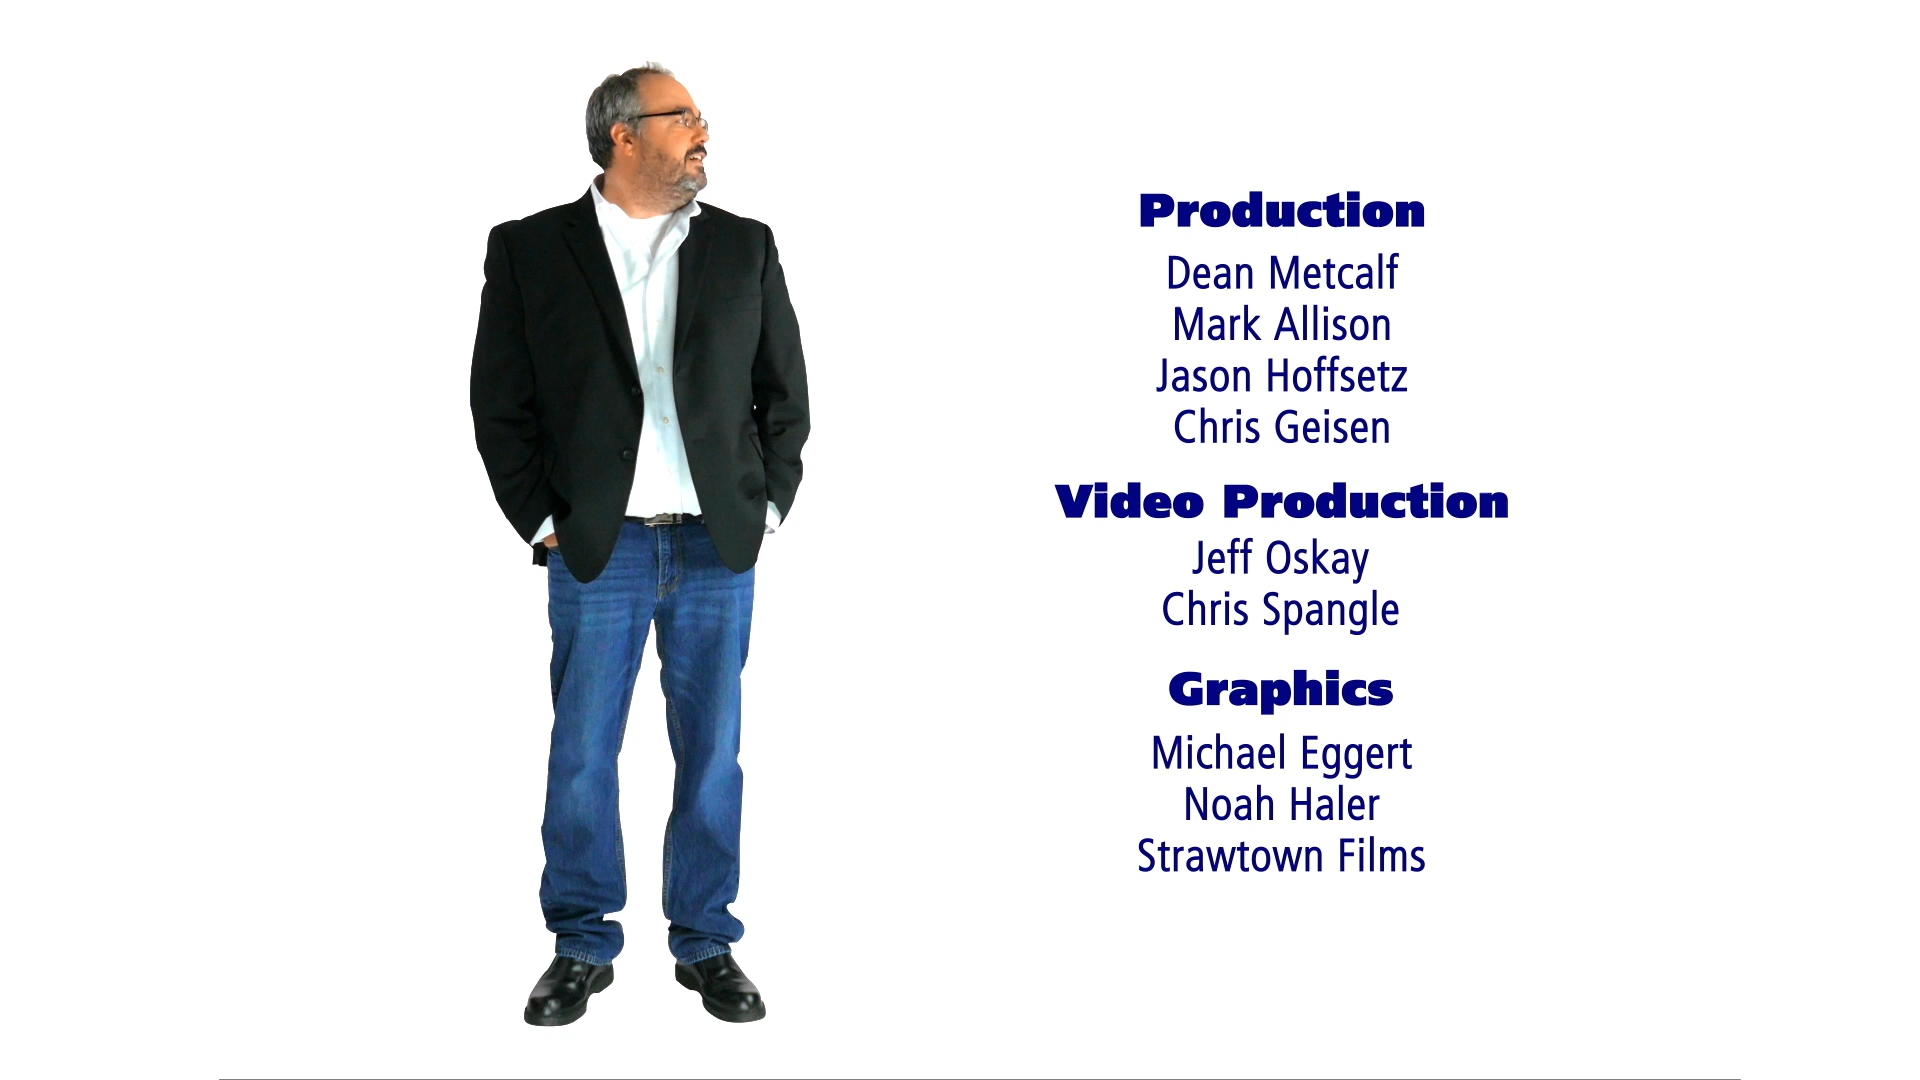 Production
Dean Metcalf
Mark Allison
Jason Hoffsetz
Chris Geisen
Video Production
Jeff Oskay
Chris Spangle
Graphics
Michael Eggert
Noah Haler
Strawtown Films